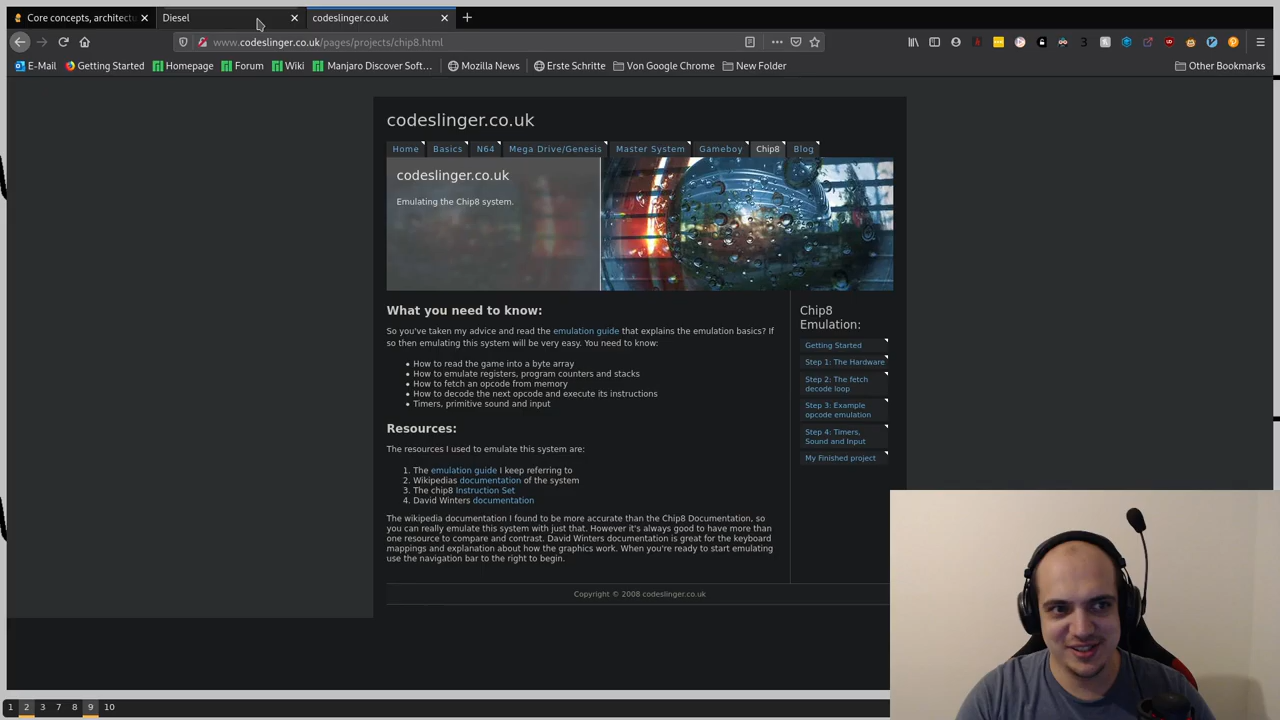 Core concepts, architectu
Diesel
codeslinger.co.uk
www.codeslinger.co.uk/pages/projects/chip8.html
E-Mail
Getting Started
Homepage
Forum
Wiki
Manjaro Discover Soft...
Mozilla News
Erste Schritte
Von Google Chrome
New Folder
Other Bookmarks
codeslinger.co.uk
Home
Basics
N64
Mega Drive/Genesis
Master System
Gameboy
Chip8
Blog
codeslinger.co.uk
Emulating the Chip8 system.
What you need to know:
So you've taken my advice and read the emulation guide that explains the emulation basics? If
so then emulating this system will be very easy. You need to know:
How to read the game into a byte array
How to emulate registers, program counters and stacks
How to fetch an opcode from memory
How to decode the next opcode and execute its instructions
Timers, primitive sound and input
Resources:
The resources I used to emulate this system are:
1. The emulation guide I keep referring to
2. Wikipedias documentation of the system
3. The chip8 Instruction Set
4. David Winters documentation
The wikipedia documentation I found to be more accurate than the Chip8 Documentation, so
you can really emulate this system with just that. However it's always good to have more than
one resource to compare and contrast. David Winters documentation is great for the keyboard
mappings and explanation about how the graphics work. When you're ready to start emulating
use the navigation bar to the right to begin.
Chip8
Emulation:
Getting Started
Step 1: The Hardware
Step 2: The fetch
decode loop
Step 3: Example
opcode emulation
Step 4: Timers,
Sound and Input
My Finished project
Copyright © 2008 codeslinger.co.uk
1 2 3 7 8 9 10